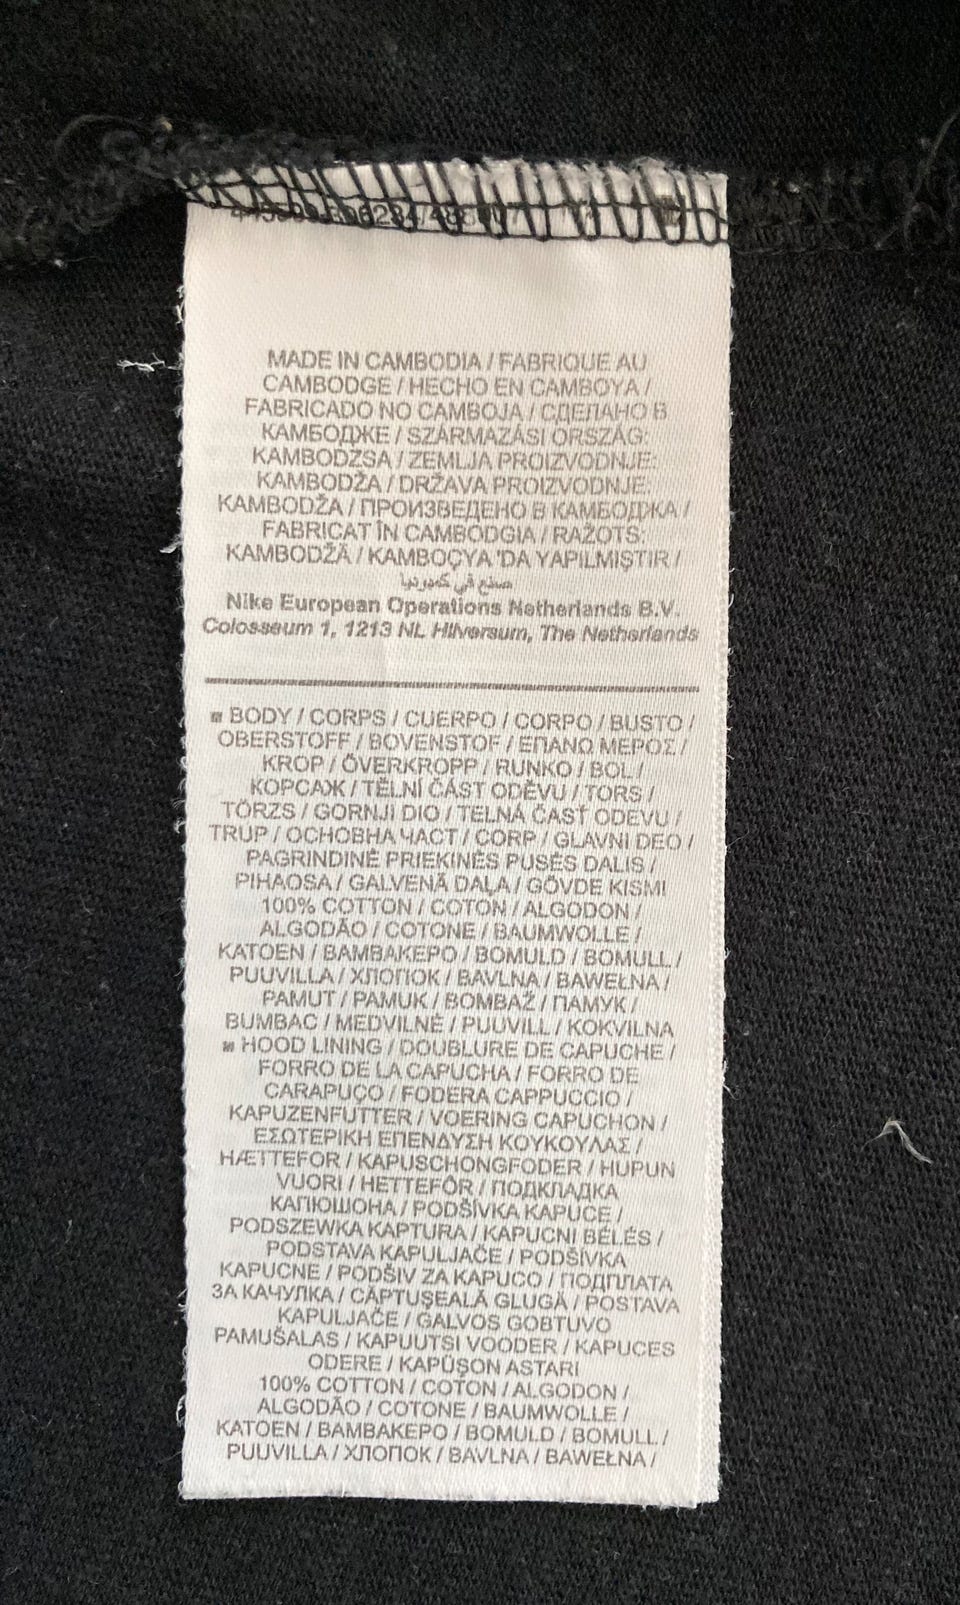 MADE IN CAMBODIA / FABRIQUE AU
CAMBODGE / HECHO EN CAMBOYA /
FABRICADO NO CAMBOJA / СДЕЛАНО В
КАМБОДЖЕ / SZÁRMAZÁSI ORSZÁG:
KAMBODZSA / ZEMLJA PROIZVODNJE:
KAMBODŽA / DRŽAVA PROIZVODNJE:
KAMBODŽA / ПРОИЗВЕДЕНО В КАМБОДЖА /
FABRICAT ÎN CAMBODGIA / RAŽOTS:
KAMBODŽĀ / KAMBOÇYA 'DA YAPILMIŞTIR /
صنع في كمبوديا
Nike European Operations Netherlands B.V.
Colosseum 1, 1213 NL Hilversum, The Netherlands
BODY / CORPS / CUERPO / CORPO / BUSTO /
OBERSTOFF / BOVENSTOF / ΕΠΑΝΩ ΜΕΡΟΣ /
KROP / ÖVERKROPP / RUNKO / BOL /
КОРСАЖ / TĚLNÍ ČÁST ODĚVU / TORS /
TÖRZS / GORNJI DIO / TELNÁ ČASŤ ODEVU /
TRUP / ОСНОВНА ЧАСТ / CORP / GLAVNI DEO /
PAGRINDINĖ PRIEKINĖS PUSĖS DALIS /
PIHAOSA / GALVENĀ DAĻA / GÖVDE KISMI
100% COTTON / COTON / ALGODON /
ALGODÃO / COTONE / BAUMWOLLE /
KATOEN / ΒΑΜΒΑΚΕΡΟ / BOMULD / BOMULL /
PUUVILLA / ХЛОПОК / BAVLNA / BAWEŁNA /
PAMUT / PAMUK / BOMBAŽ / ПАМУК /
BUMBAC / MEDVILNĖ / PUUVILL / KOKVILNA
HOOD LINING / DOUBLURE DE CAPUCHE /
FORRO DE LA CAPUCHA / FORRO DE
CARAPUÇO / FODERA CAPPUCCIO /
KAPUZENFUTTER / VOERING CAPUCHON /
ΕΣΩΤΕΡΙΚΗ ΕΠΕΝΔΥΣΗ ΚΟΥΚΟΥΛΑΣ /
HÆTTEFOR / KAPUSCHONGFODER / HUPUN
VUORI / HETTEFÔR / ПОДКЛАДКА
КАПЮШОНА / PODŠÍVKA KAPUCE /
PODSZEWKA KAPTURA / KAPUCNI BÉLÉS /
PODSTAVA KAPULJAČE / PODŠÍVKA
KAPUCNE / PODŠIV ZA KAPUCO / ПОДПЛАТА
ЗА КАЧУЛКА / CĂPTUŞEALĂ GLUGĂ / POSTAVA
KAPULJAČE / GALVOS GOBTUVO
PAMUŠALAS / KAPUUTSI VOODER / KAPUCES
ODERE / KAPÜŞON ASTARI
100% COTTON / COTON / ALGODON /
ALGODÃO / COTONE / BAUMWOLLE /
KATOEN / ΒΑΜΒΑΚΕΡΟ / BOMULD / BOMULL /
PUUVILLA / ХЛОПОК / BAVLNA / BAWEŁNA /